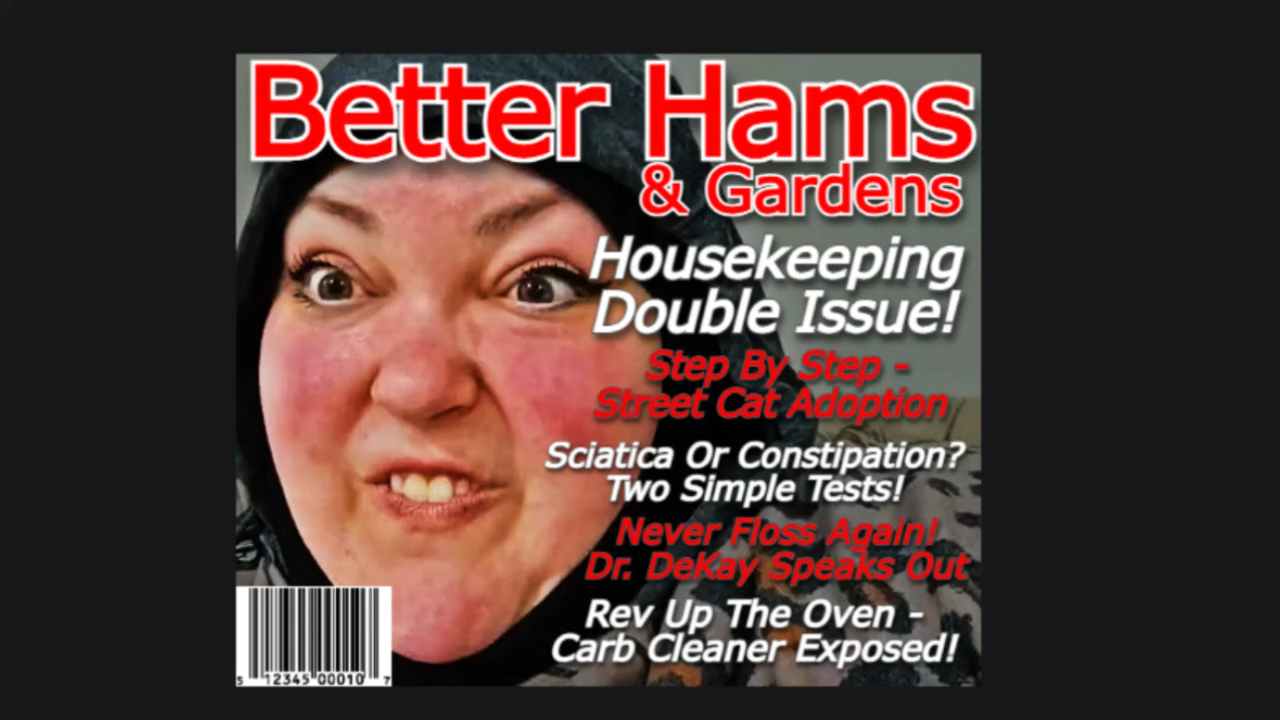 Better Hams
& Gardens
Housekeeping
Double Issue!
Step By Step -
Street Cat Adoption
Sciatica Or Constipation?
Two Simple Tests!
Never Floss Again!
Dr. DeKay Speaks Out
Rev Up The Oven -
Carb Cleaner Exposed!
5 12345 00010 7